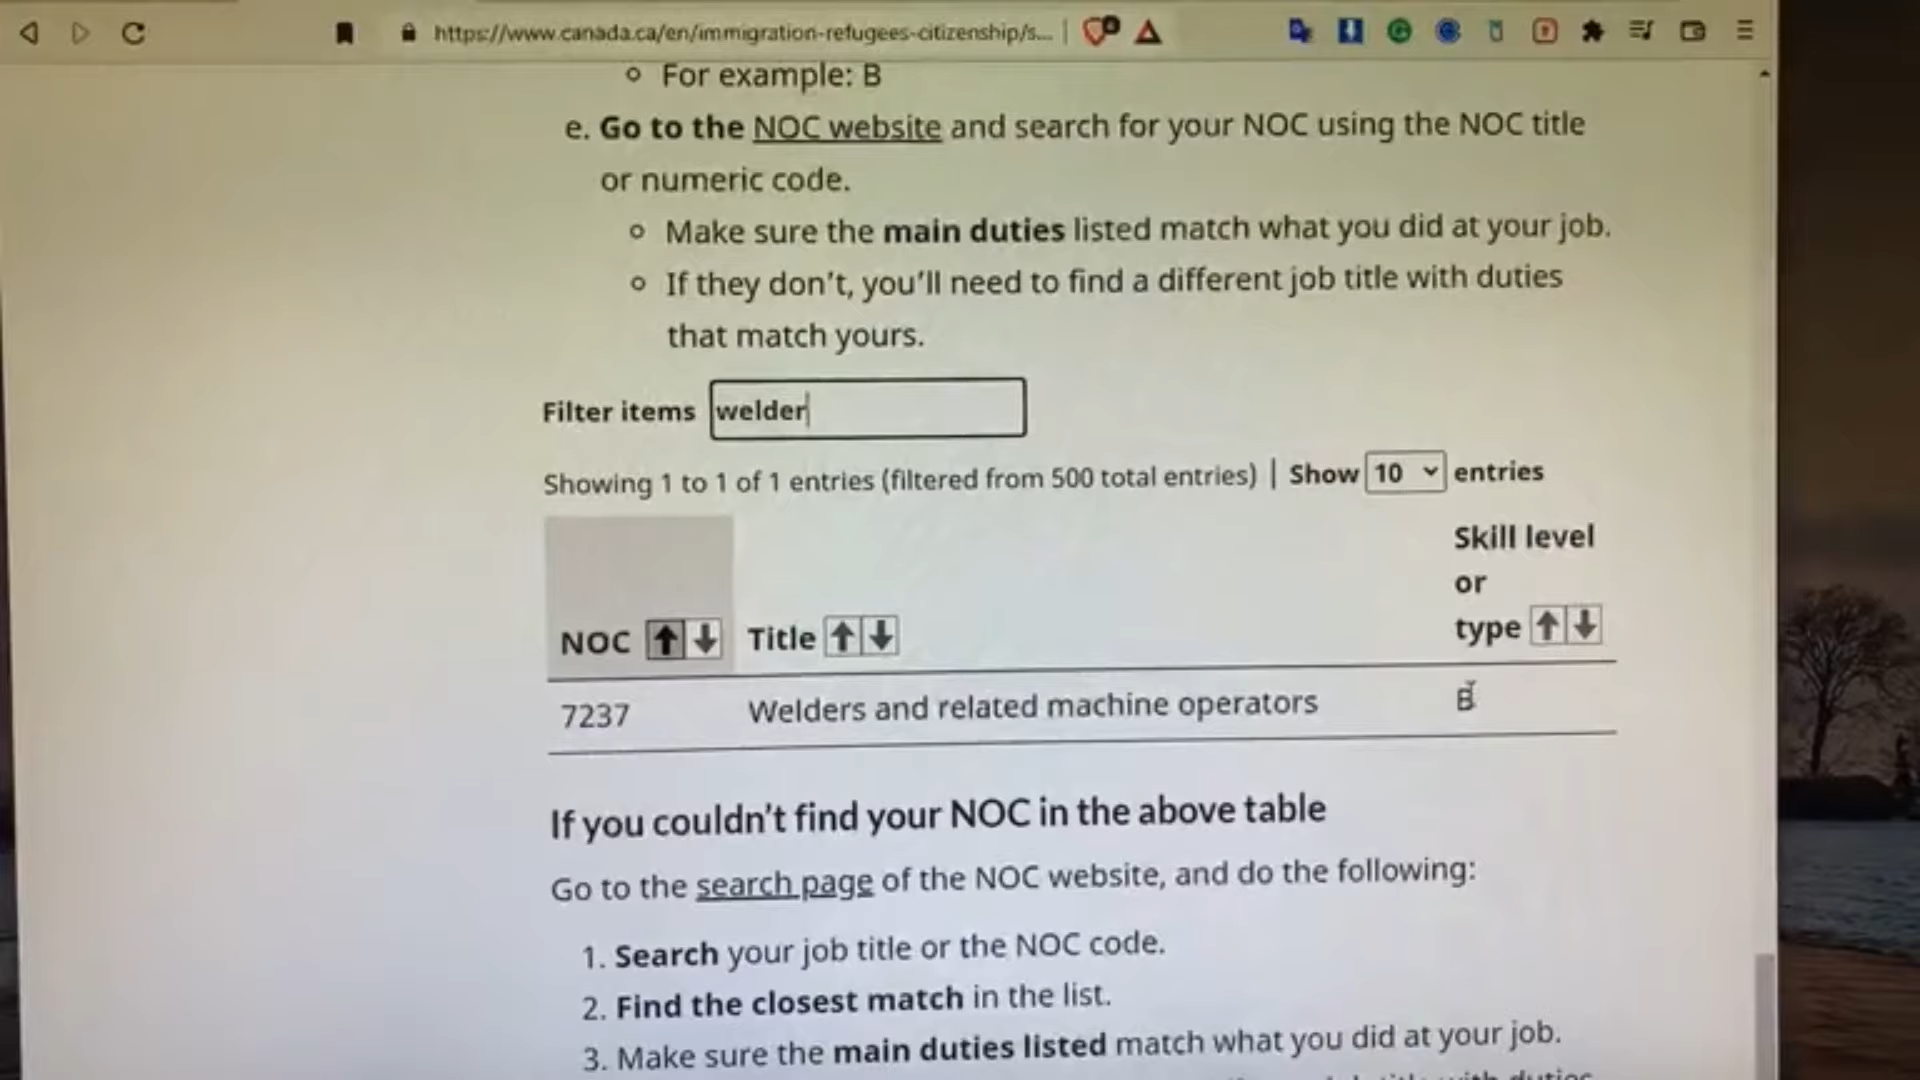 https://www.canada.ca/en/immigration-refugees-citizenship/s...
For example: B
e. Go to the NOC website and search for your NOC using the NOC title
or numeric code.
Make sure the main duties listed match what you did at your job.
If they don't, you'll need to find a different job title with duties
that match yours.
Filter items welder
Showing 1 to 1 of 1 entries (filtered from 500 total entries) | Show 10 entries
Skill level
or
NOC Title type
7237 Welders and related machine operators B
If you couldn't find your NOC in the above table
Go to the search page of the NOC website, and do the following:
1. Search your job title or the NOC code.
2. Find the closest match in the list.
3. Make sure the main duties listed match what you did at your job.